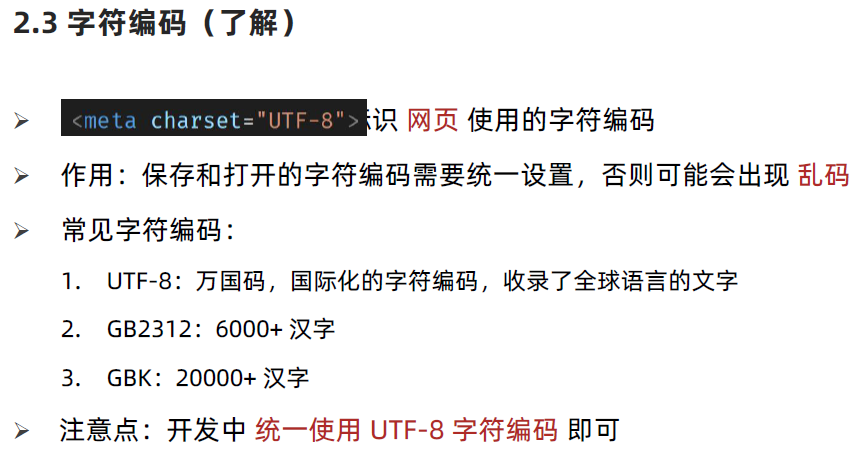 2.3 字符编码（了解）
<meta charset="UTF-8">识 网页 使用的字符编码
作用：保存和打开的字符编码需要统一设置，否则可能会出现 乱码
常见字符编码：
1. UTF-8：万国码，国际化的字符编码，收录了全球语言的文字
2. GB2312：6000+ 汉字
3. GBK：20000+ 汉字
注意点：开发中 统一使用 UTF-8 字符编码 即可